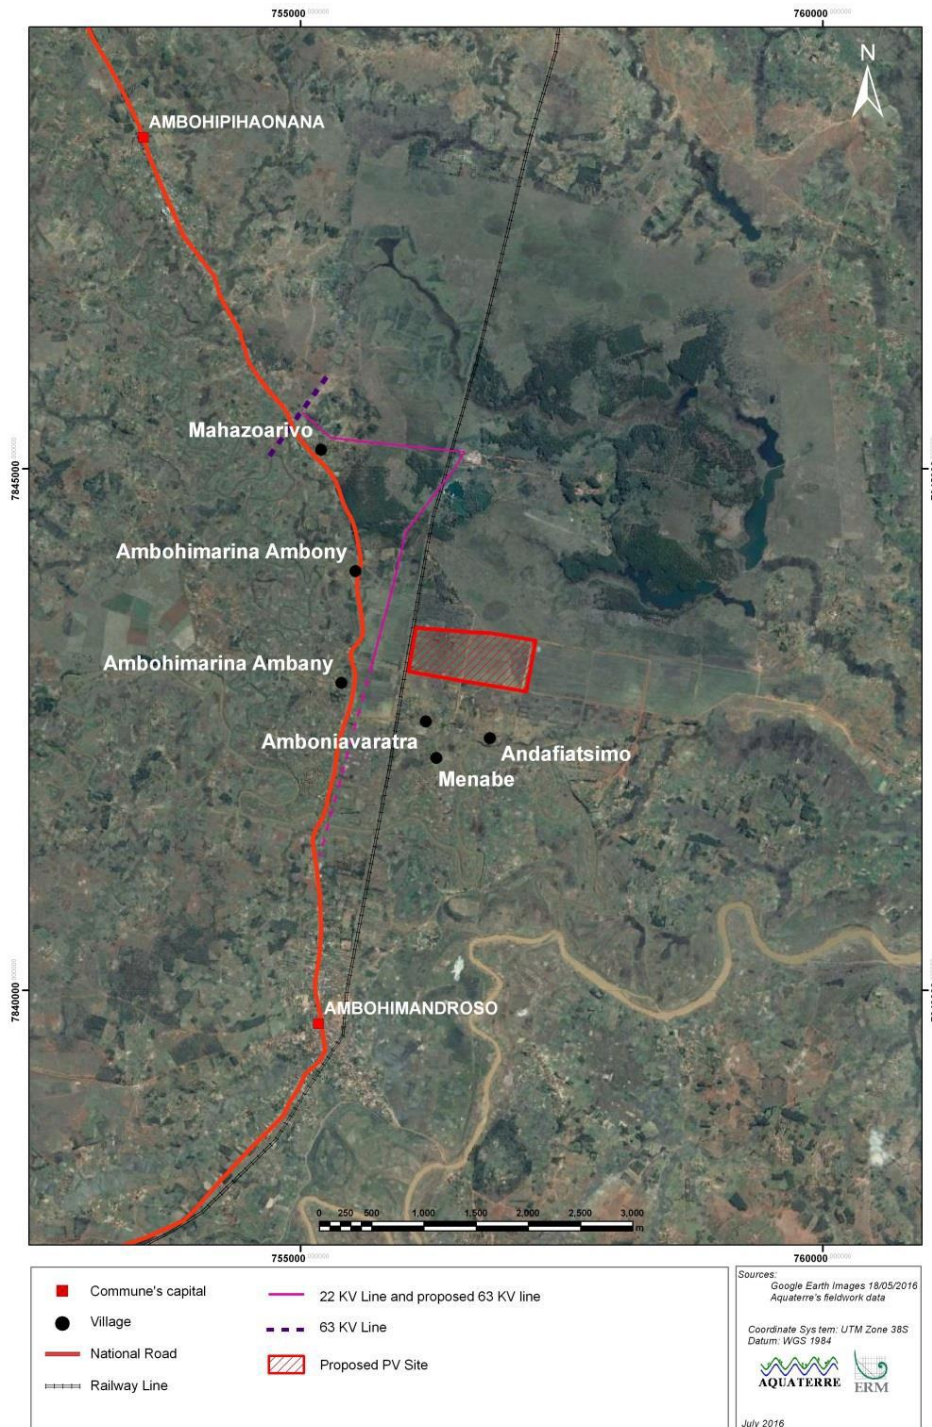 755000
760000
N
AMBOHIPIHAONANA
Mahazoarivo
7845000
Ambohimarina Ambony
Ambohimarina Ambany
Amboniavaratra
Andafiatsimo
Menabe
7840000
AMBOHIMANDROSO
0 250 500 1,000 1,500 2,000 2,500 3,000
m
755000
760000
Commune's capital
Village
National Road
Railway Line
22 KV Line and proposed 63 KV line
63 KV Line
Proposed PV Site
Sources:
Google Earth Images 18/05/2016
Aquaterre's fieldwork data
Coordinate System: UTM Zone 38S
Datum: WGS 1984
AQUATERRE
ERM
July 2016